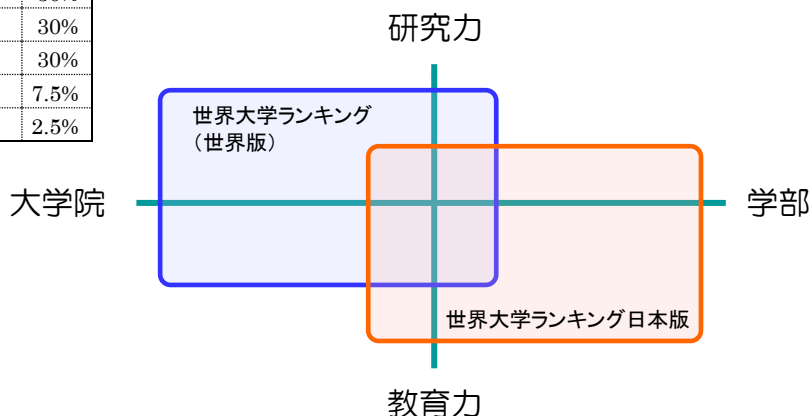 30%
30%
7.5%
2.5%
研究力
世界大学ランキング
（世界版）
大学院
学部
世界大学ランキング日本版
教育力